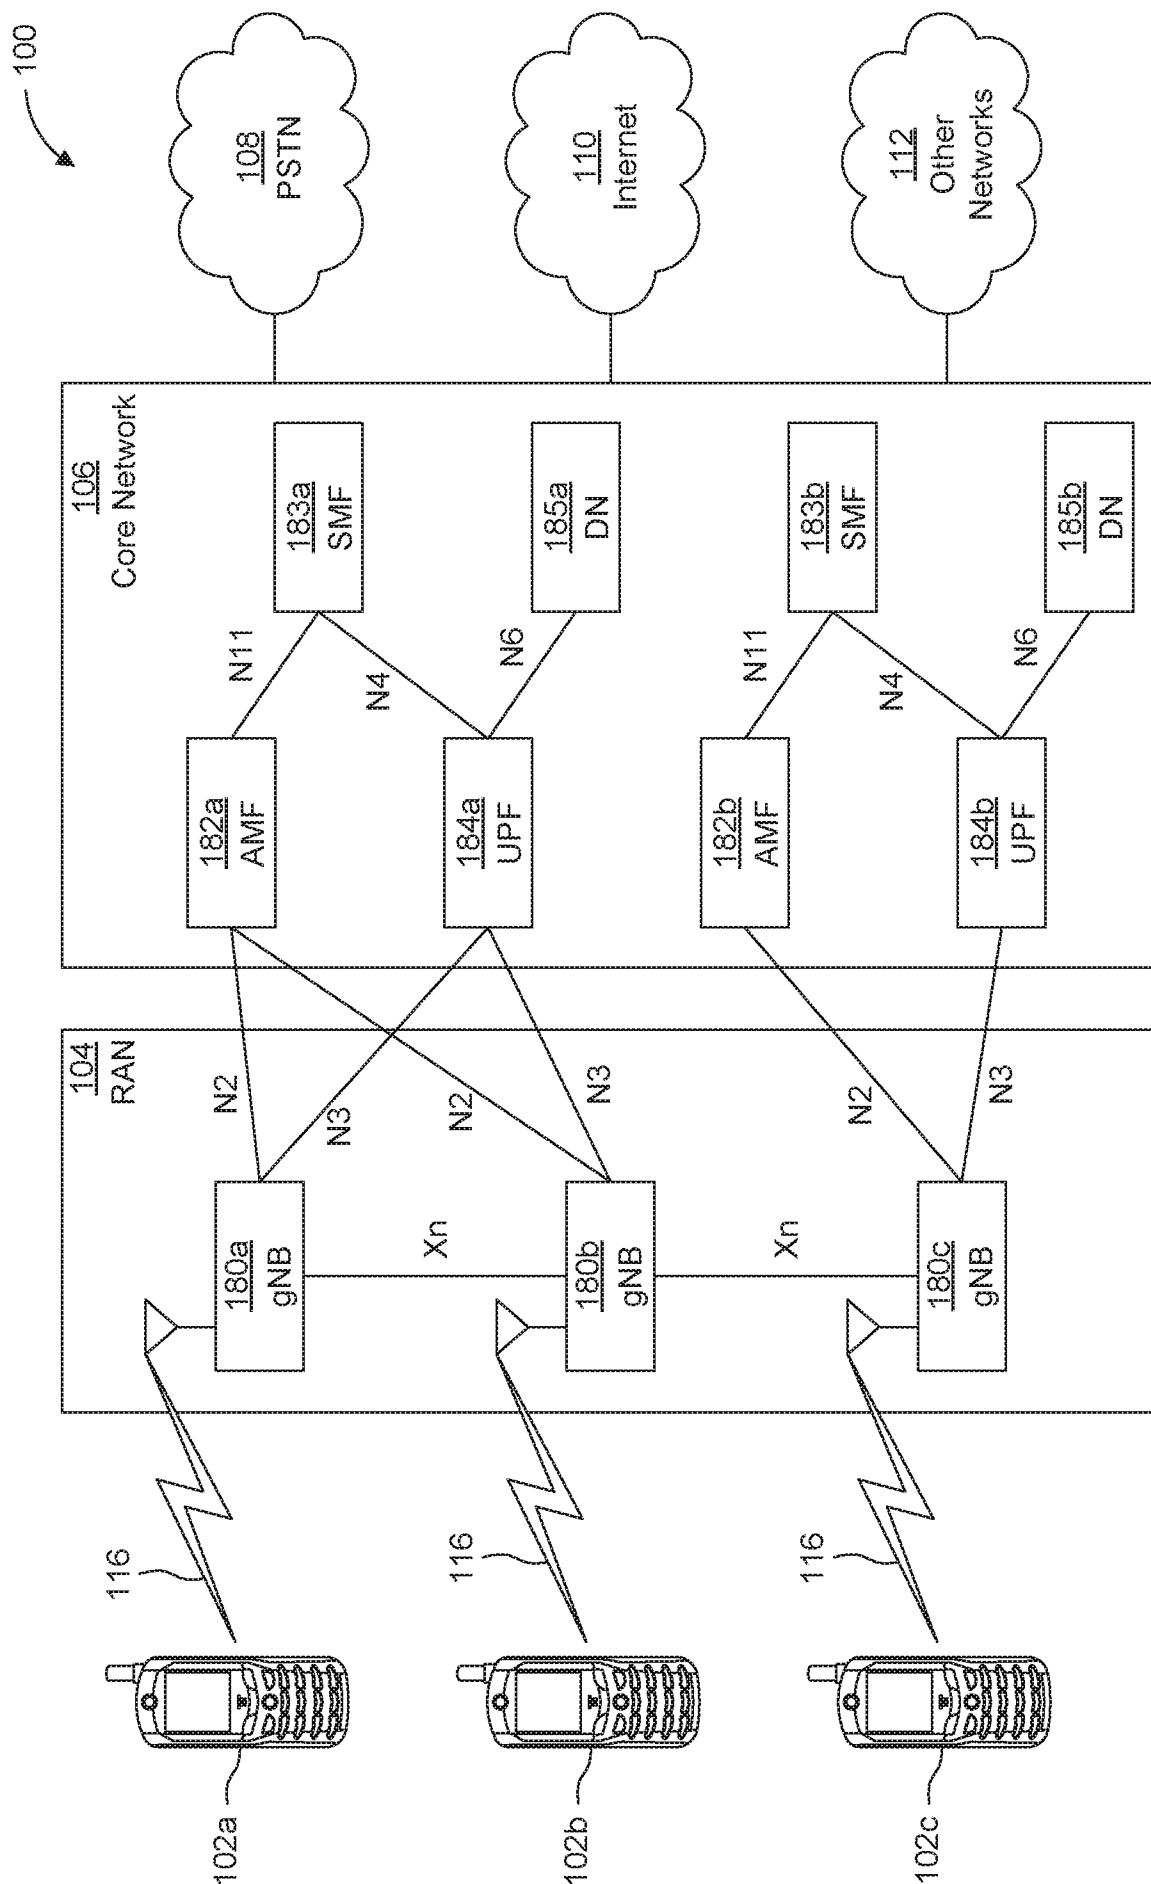 100
108
PSTN
110
Internet
112
Other
Networks
106
Core Network
183a
SMF
185a
DN
183b
SMF
185b
DN
N11
N4
N6
N11
N4
N6
182a
AMF
184a
UPF
182b
AMF
184b
UPF
104
RAN
N2
N3
N2
N3
N2
N3
180a
gNB
Xn
180b
gNB
Xn
180c
gNB
116
116
116
102a
102b
102c